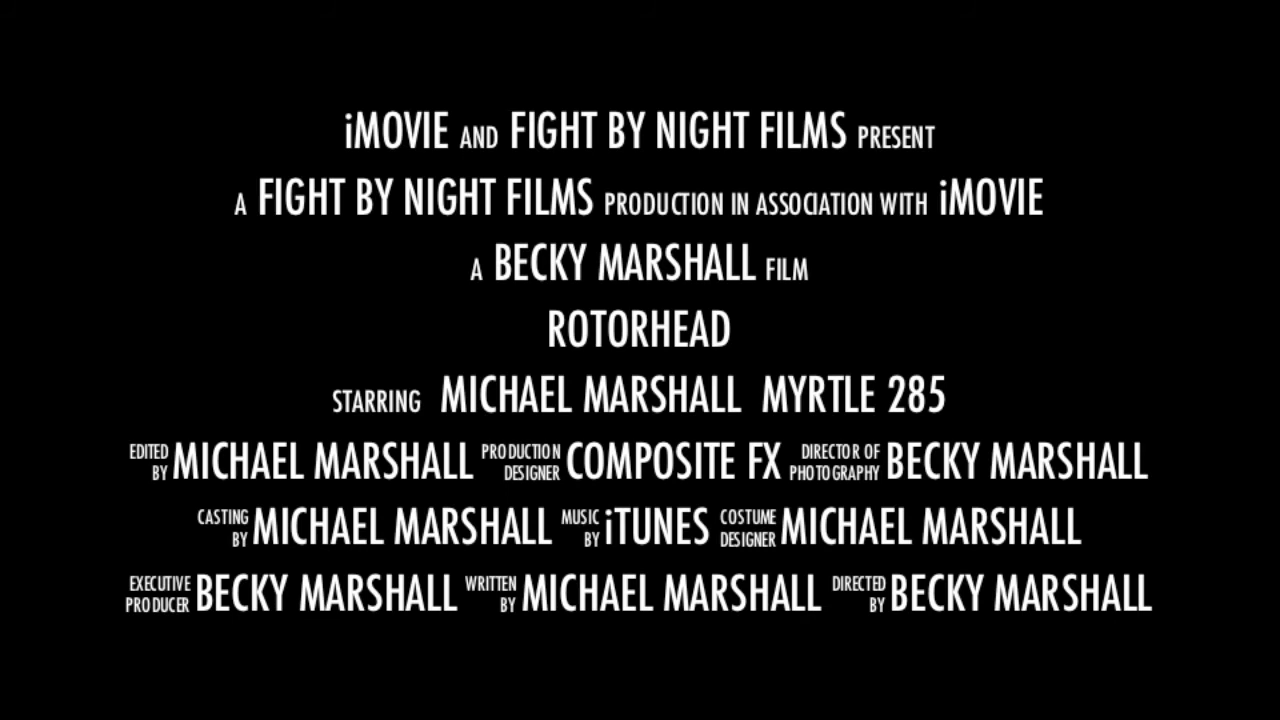 iMOVIE AND FIGHT BY NIGHT FILMS PRESENT
A FIGHT BY NIGHT FILMS PRODUCTION IN ASSOCIATION WITH iMOVIE
A BECKY MARSHALL FILM
ROTORHEAD
STARRING MICHAEL MARSHALL MYRTLE 285
EDITED BY MICHAEL MARSHALL PRODUCTION DESIGNER COMPOSITE FX DIRECTOR OF PHOTOGRAPHY BECKY MARSHALL
CASTING BY MICHAEL MARSHALL MUSIC BY iTUNES COSTUME DESIGNER MICHAEL MARSHALL
EXECUTIVE PRODUCER BECKY MARSHALL WRITTEN BY MICHAEL MARSHALL DIRECTED BY BECKY MARSHALL